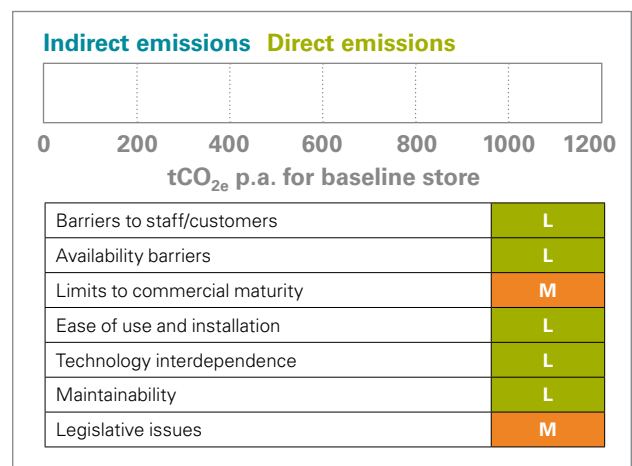 Indirect emissions Direct emissions
0 200 400 600 800 1000 1200
tCO₂ₑ p.a. for baseline store
Barriers to staff/customers L
Availability barriers L
Limits to commercial maturity M
Ease of use and installation L
Technology interdependence L
Maintainability L
Legislative issues M